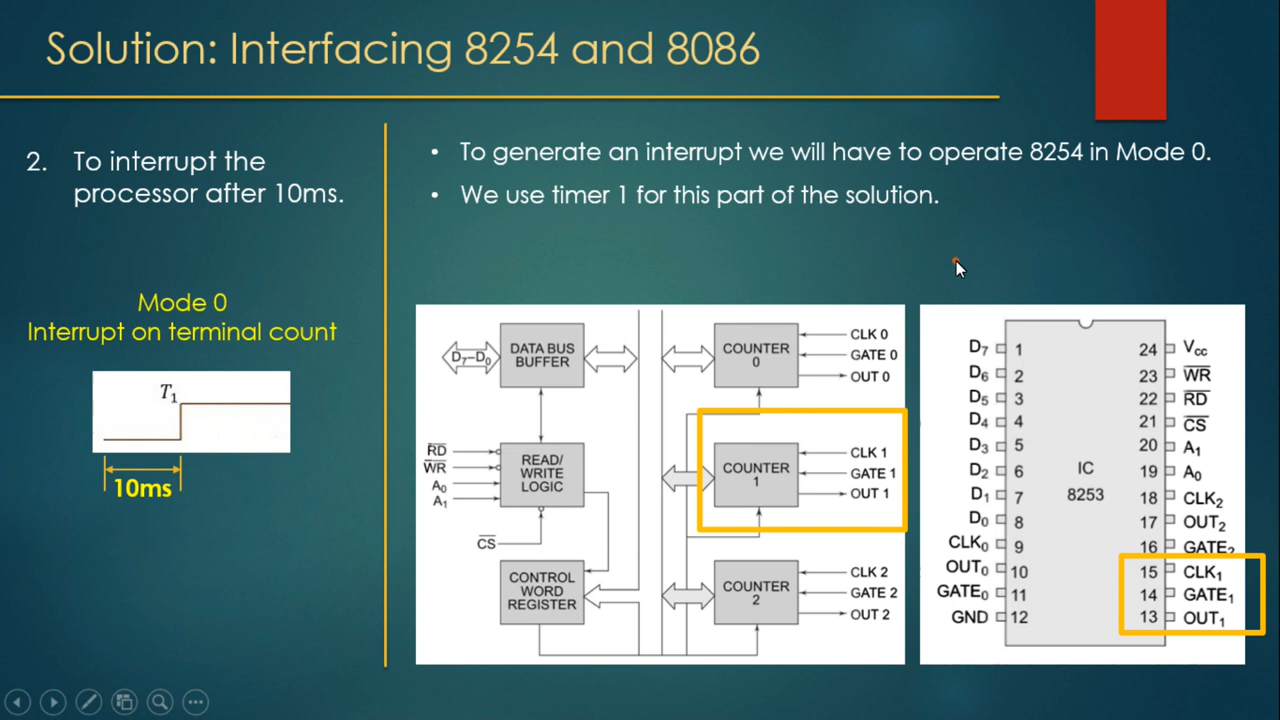 Solution: Interfacing 8254 and 8086
2. To interrupt the
processor after 10ms.
Mode 0
Interrupt on terminal count
T₁
10ms
• To generate an interrupt we will have to operate 8254 in Mode 0.
• We use timer 1 for this part of the solution.
D₇–D₀
DATA BUS
BUFFER
R̅D̅
W̅R̅
A₀
A₁
READ/
WRITE
LOGIC
C̅S̅
CONTROL
WORD
REGISTER
COUNTER
0
CLK 0
GATE 0
OUT 0
COUNTER
1
CLK 1
GATE 1
OUT 1
COUNTER
2
CLK 2
GATE 2
OUT 2
IC
8253
D₇ 1
D₆ 2
D₅ 3
D₄ 4
D₃ 5
D₂ 6
D₁ 7
D₀ 8
CLK₀ 9
OUT₀ 10
GATE₀ 11
GND 12
24 Vcc
23 W̅R̅
22 R̅D̅
21 C̅S̅
20 A₁
19 A₀
18 CLK₂
17 OUT₂
16 GATE₂
15 CLK₁
14 GATE₁
13 OUT₁